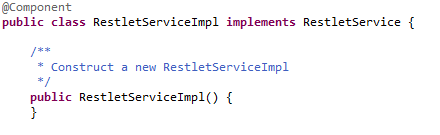 @Component
public class RestletServiceImpl implements RestletService {
/**
* Construct a new RestletServiceImpl
*/
public RestletServiceImpl() {
}